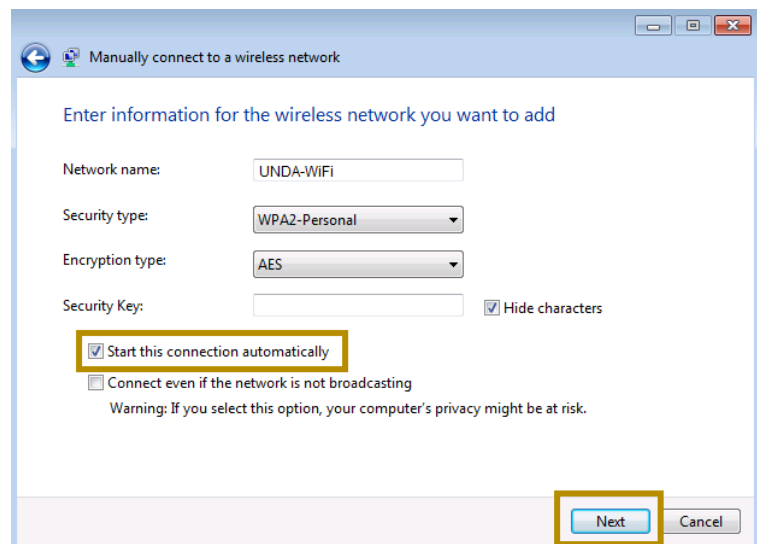 Manually connect to a wireless network
Enter information for the wireless network you want to add
Network name: UNDA-WiFi
Security type: WPA2-Personal
Encryption type: AES
Security Key: Hide characters
Start this connection automatically
Connect even if the network is not broadcasting
Warning: If you select this option, your computer's privacy might be at risk.
Next Cancel